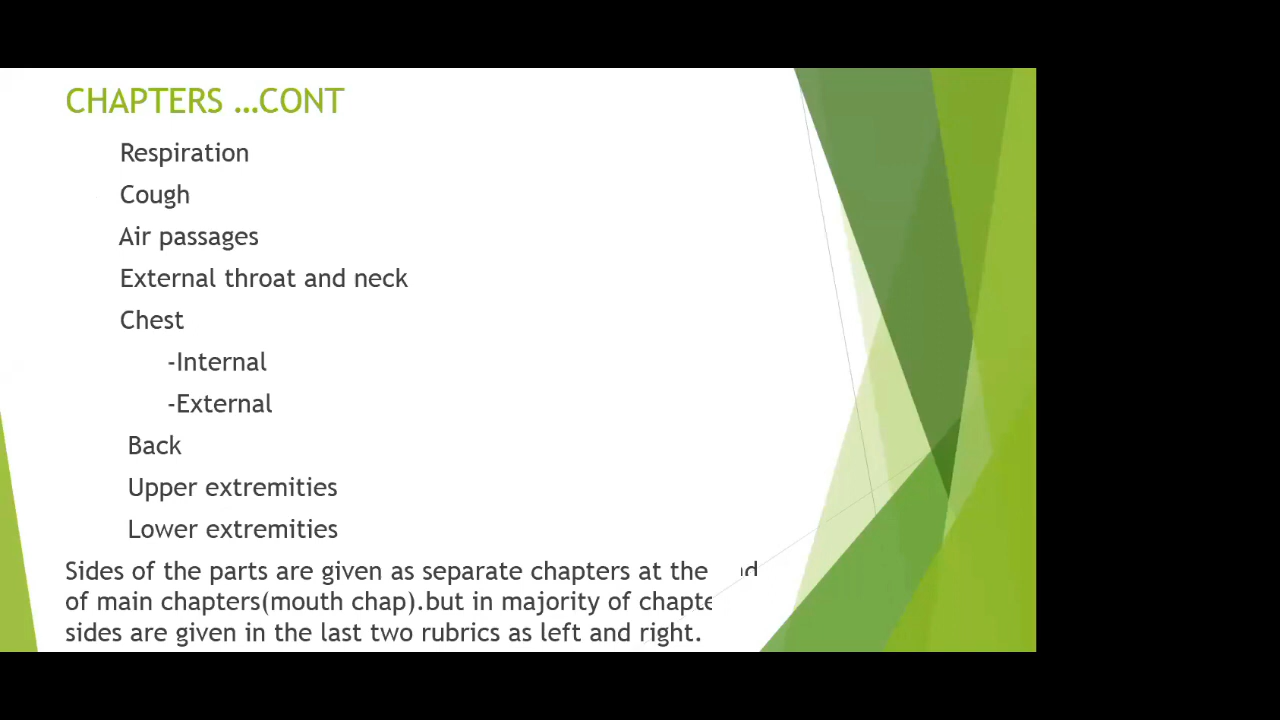 CHAPTERS …CONT
Respiration
Cough
Air passages
External throat and neck
Chest
-Internal
-External
Back
Upper extremities
Lower extremities
Sides of the parts are given as separate chapters at the
of main chapters(mouth chap).but in majority of
sides are given in the last two rubrics as left and right.